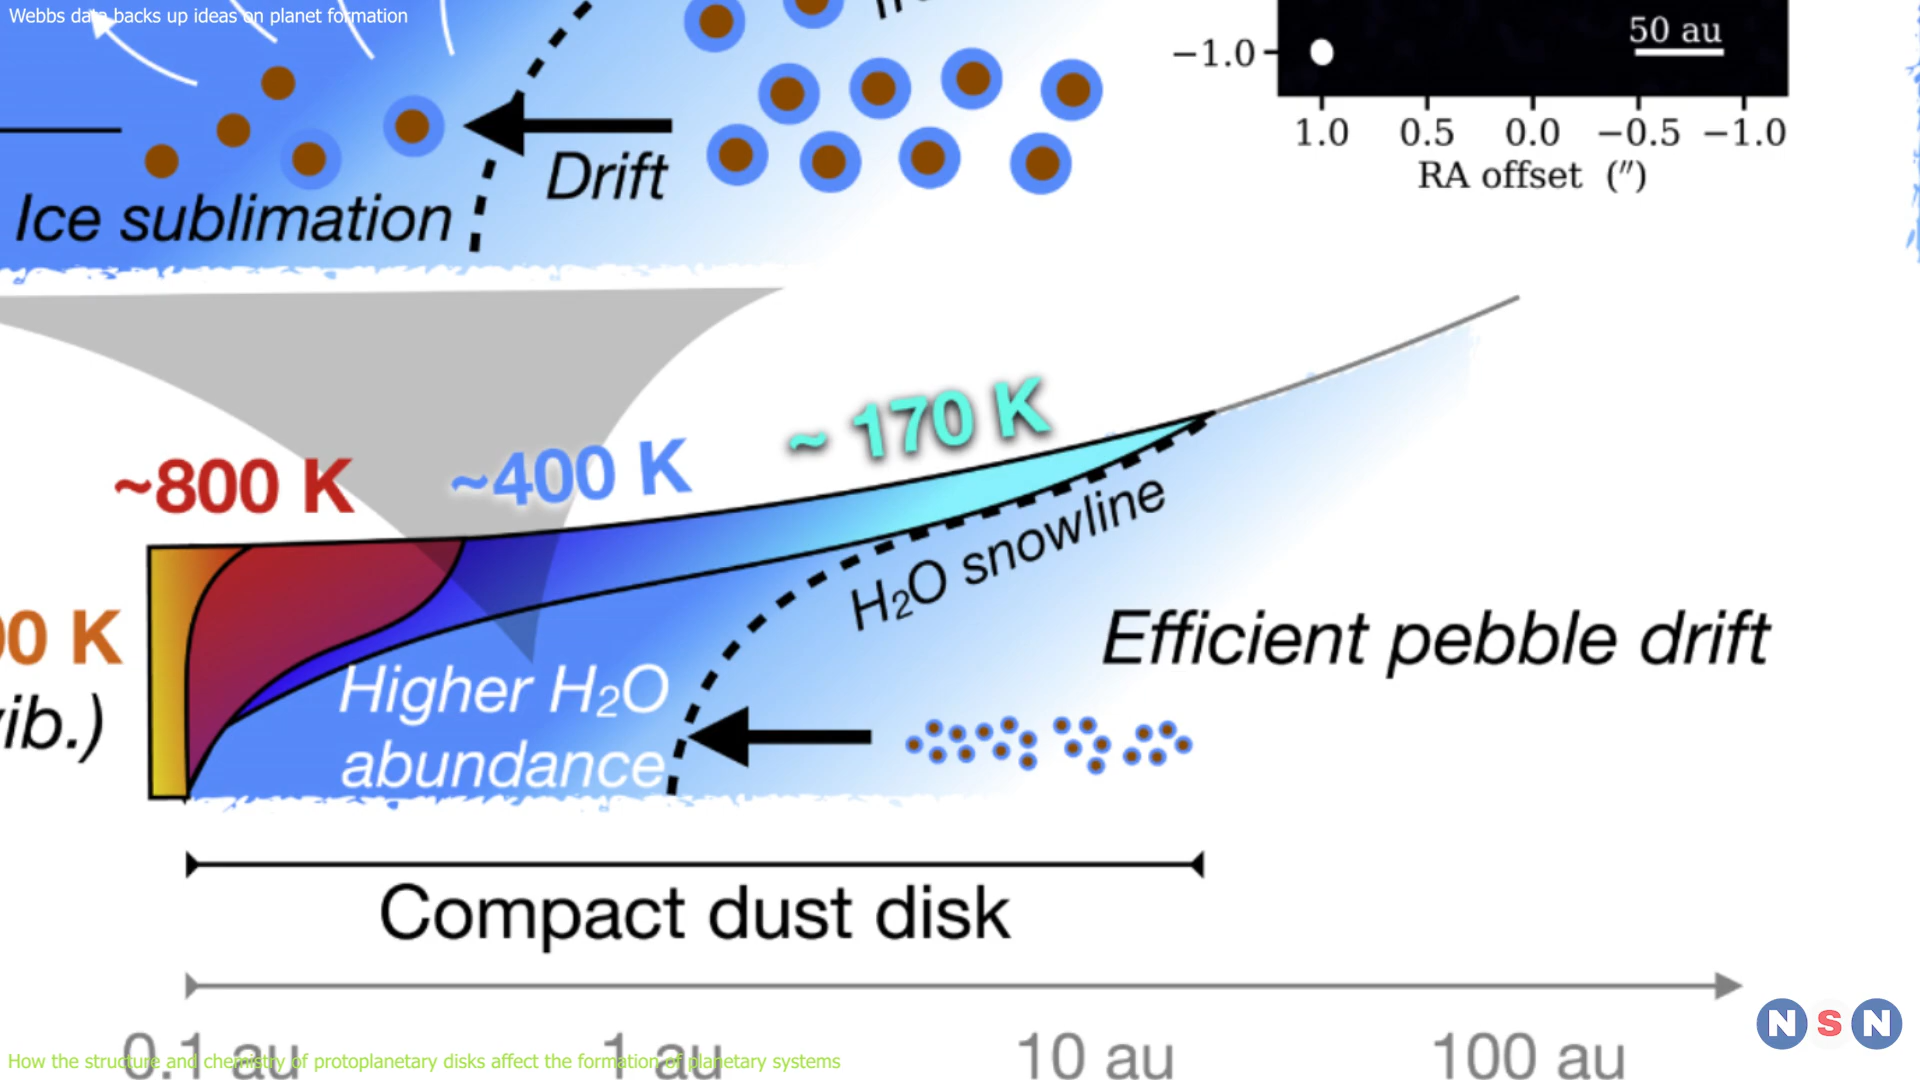 Webbs data backs up ideas on planet formation
50 au
−1.0
1.0 0.5 0.0 −0.5 −1.0
RA offset (″)
Drift
Ice sublimation
~ 170 K
~400 K
~800 K
H₂O snowline
0 K
Efficient pebble drift
Higher H₂O
abundance
ib.)
Compact dust disk
0.1 au 1 au 10 au 100 au
How the structure and chemistry of protoplanetary disks affect the formation of planetary systems
N S N